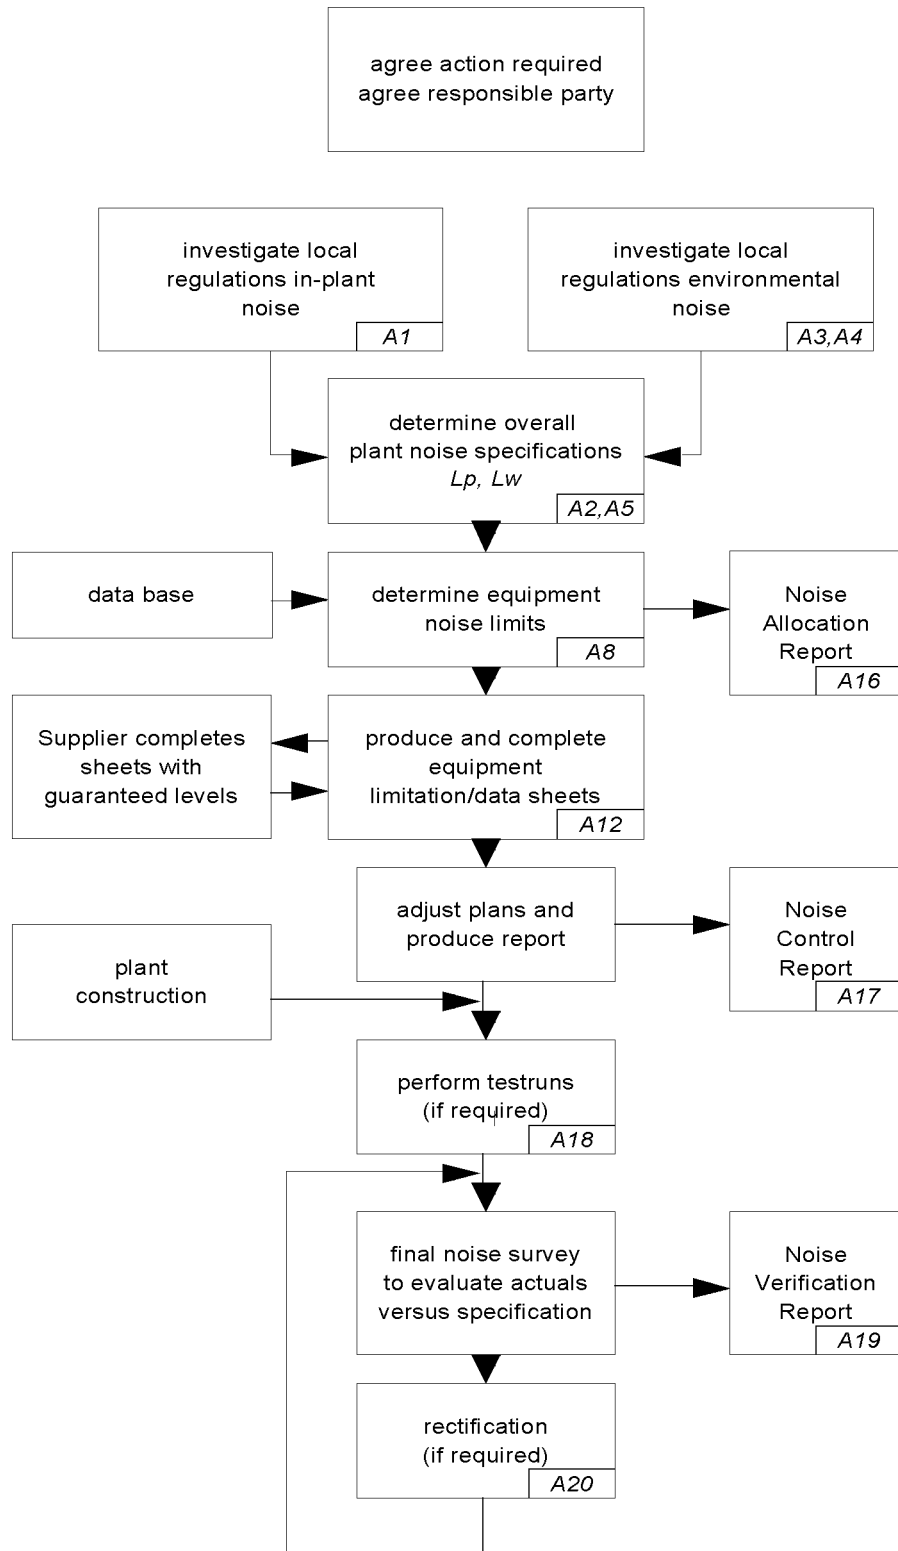 agree action required
agree responsible party
investigate local
regulations in-plant
noise
A1
investigate local
regulations environmental
noise
A3,A4
determine overall
plant noise specifications
Lp, Lw
A2,A5
data base
determine equipment
noise limits
A8
Noise
Allocation
Report
A16
Supplier completes
sheets with
guaranteed levels
produce and complete
equipment
limitation/data sheets
A12
adjust plans and
produce report
Noise
Control
Report
A17
plant
construction
perform testruns
(if required)
A18
final noise survey
to evaluate actuals
versus specification
Noise
Verification
Report
A19
rectification
(if required)
A20